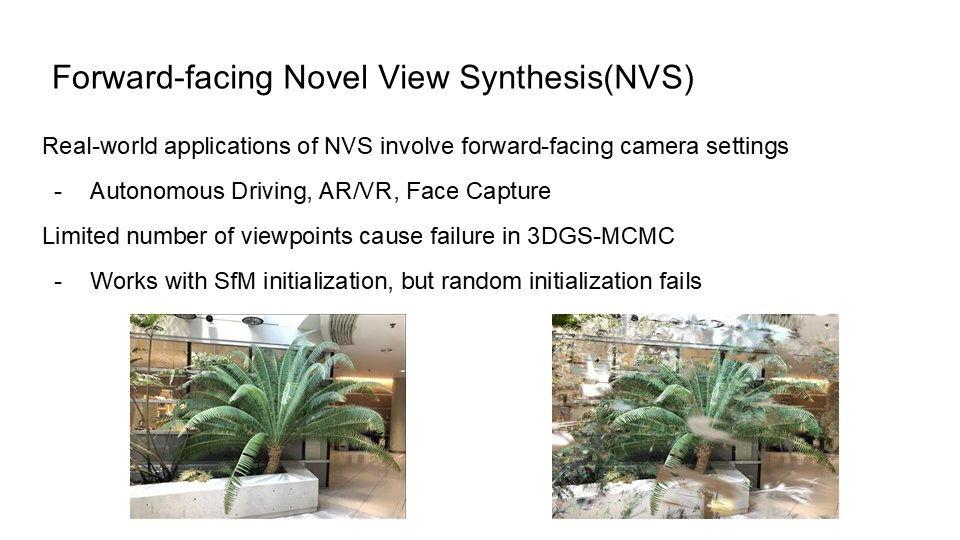 Forward-facing Novel View Synthesis(NVS)
Real-world applications of NVS involve forward-facing camera settings
- Autonomous Driving, AR/VR, Face Capture
Limited number of viewpoints cause failure in 3DGS-MCMC
- Works with SfM initialization, but random initialization fails